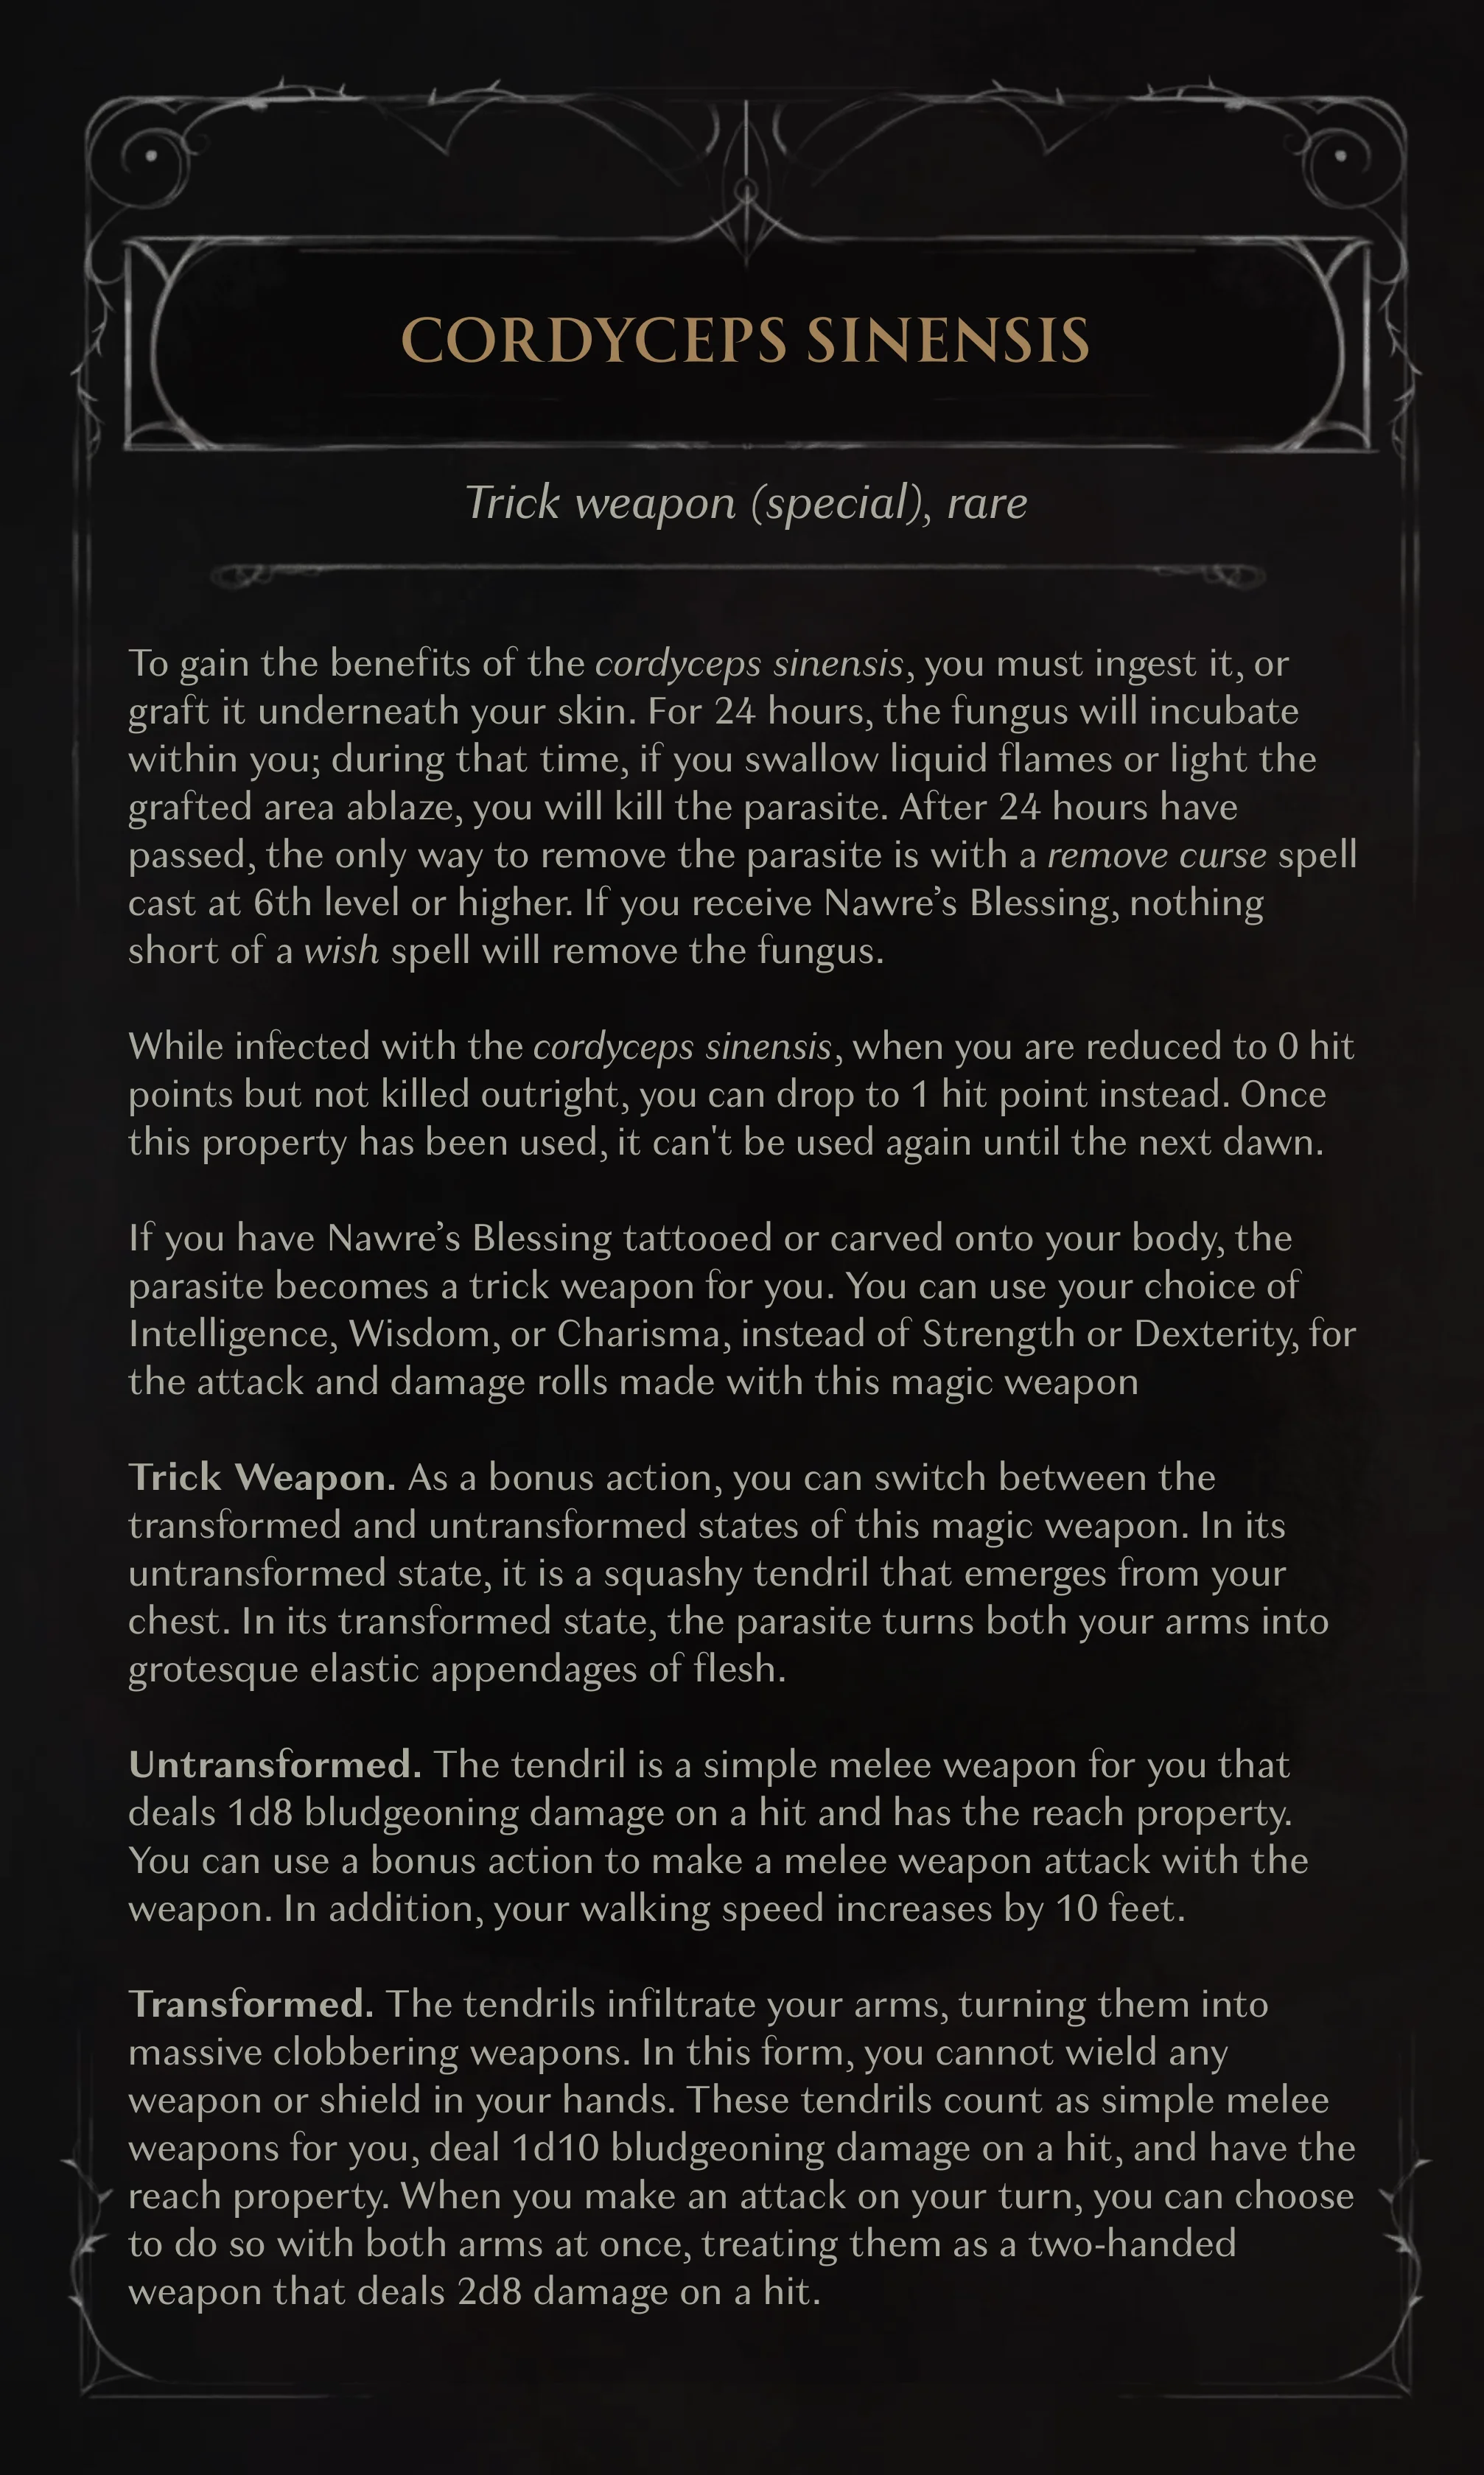 CORDYCEPS SINENSIS
Trick weapon (special), rare
To gain the benefits of the cordyceps sinensis, you must ingest it, or
graft it underneath your skin. For 24 hours, the fungus will incubate
within you; during that time, if you swallow liquid flames or light the
grafted area ablaze, you will kill the parasite. After 24 hours have
passed, the only way to remove the parasite is with a remove curse spell
cast at 6th level or higher. If you receive Nawre’s Blessing, nothing
short of a wish spell will remove the fungus.
While infected with the cordyceps sinensis, when you are reduced to 0 hit
points but not killed outright, you can drop to 1 hit point instead. Once
this property has been used, it can't be used again until the next dawn.
If you have Nawre’s Blessing tattooed or carved onto your body, the
parasite becomes a trick weapon for you. You can use your choice of
Intelligence, Wisdom, or Charisma, instead of Strength or Dexterity, for
the attack and damage rolls made with this magic weapon
Trick Weapon. As a bonus action, you can switch between the
transformed and untransformed states of this magic weapon. In its
untransformed state, it is a squashy tendril that emerges from your
chest. In its transformed state, the parasite turns both your arms into
grotesque elastic appendages of flesh.
Untransformed. The tendril is a simple melee weapon for you that
deals 1d8 bludgeoning damage on a hit and has the reach property.
You can use a bonus action to make a melee weapon attack with the
weapon. In addition, your walking speed increases by 10 feet.
Transformed. The tendrils infiltrate your arms, turning them into
massive clobbering weapons. In this form, you cannot wield any
weapon or shield in your hands. These tendrils count as simple melee
weapons for you, deal 1d10 bludgeoning damage on a hit, and have the
reach property. When you make an attack on your turn, you can choose
to do so with both arms at once, treating them as a two-handed
weapon that deals 2d8 damage on a hit.